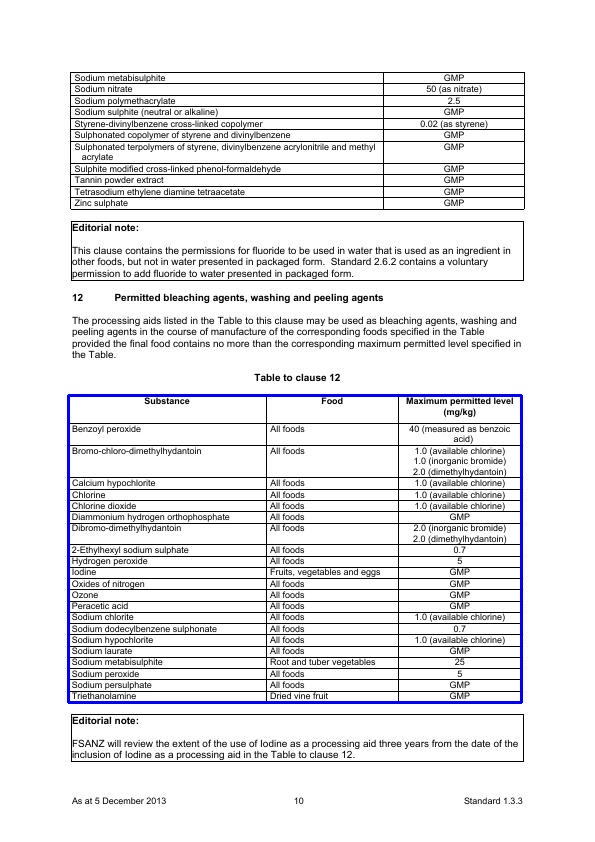 Sodium metabisulphite GMP
Sodium nitrate 50 (as nitrate)
Sodium polymethacrylate 2.5
Sodium sulphite (neutral or alkaline) GMP
Styrene-divinylbenzene cross-linked copolymer 0.02 (as styrene)
Sulphonated copolymer of styrene and divinylbenzene GMP
Sulphonated terpolymers of styrene, divinylbenzene acrylonitrile and methyl GMP
acrylate
Sulphite modified cross-linked phenol-formaldehyde GMP
Tannin powder extract GMP
Tetrasodium ethylene diamine tetraacetate GMP
Zinc sulphate GMP
Editorial note:
This clause contains the permissions for fluoride to be used in water that is used as an ingredient in
other foods, but not in water presented in packaged form. Standard 2.6.2 contains a voluntary
permission to add fluoride to water presented in packaged form.
12 Permitted bleaching agents, washing and peeling agents
The processing aids listed in the Table to this clause may be used as bleaching agents, washing and
peeling agents in the course of manufacture of the corresponding foods specified in the Table
provided the final food contains no more than the corresponding maximum permitted level specified in
the Table.
Table to clause 12
Substance Food Maximum permitted level
(mg/kg)
Benzoyl peroxide All foods 40 (measured as benzoic
acid)
Bromo-chloro-dimethylhydantoin All foods 1.0 (available chlorine)
1.0 (inorganic bromide)
2.0 (dimethylhydantoin)
Calcium hypochlorite All foods 1.0 (available chlorine)
Chlorine All foods 1.0 (available chlorine)
Chlorine dioxide All foods 1.0 (available chlorine)
Diammonium hydrogen orthophosphate All foods GMP
Dibromo-dimethylhydantoin All foods 2.0 (inorganic bromide)
2.0 (dimethylhydantoin)
2-Ethylhexyl sodium sulphate All foods 0.7
Hydrogen peroxide All foods 5
Iodine Fruits, vegetables and eggs GMP
Oxides of nitrogen All foods GMP
Ozone All foods GMP
Peracetic acid All foods GMP
Sodium chlorite All foods 1.0 (available chlorine)
Sodium dodecylbenzene sulphonate All foods 0.7
Sodium hypochlorite All foods 1.0 (available chlorine)
Sodium laurate All foods GMP
Sodium metabisulphite Root and tuber vegetables 25
Sodium peroxide All foods 5
Sodium persulphate All foods GMP
Triethanolamine Dried vine fruit GMP
Editorial note:
FSANZ will review the extent of the use of Iodine as a processing aid three years from the date of the
inclusion of Iodine as a processing aid in the Table to clause 12.
As at 5 December 2013 10 Standard 1.3.3